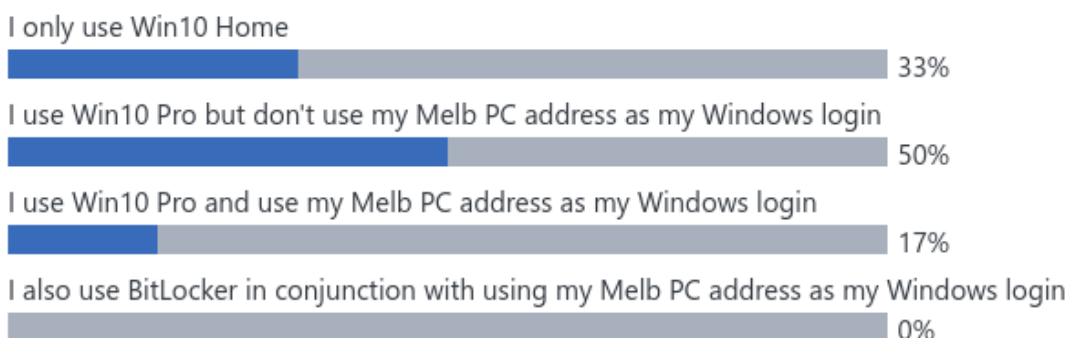 I only use Win10 Home
33%
I use Win10 Pro but don't use my Melb PC address as my Windows login
50%
I use Win10 Pro and use my Melb PC address as my Windows login
17%
I also use BitLocker in conjunction with using my Melb PC address as my Windows login
0%